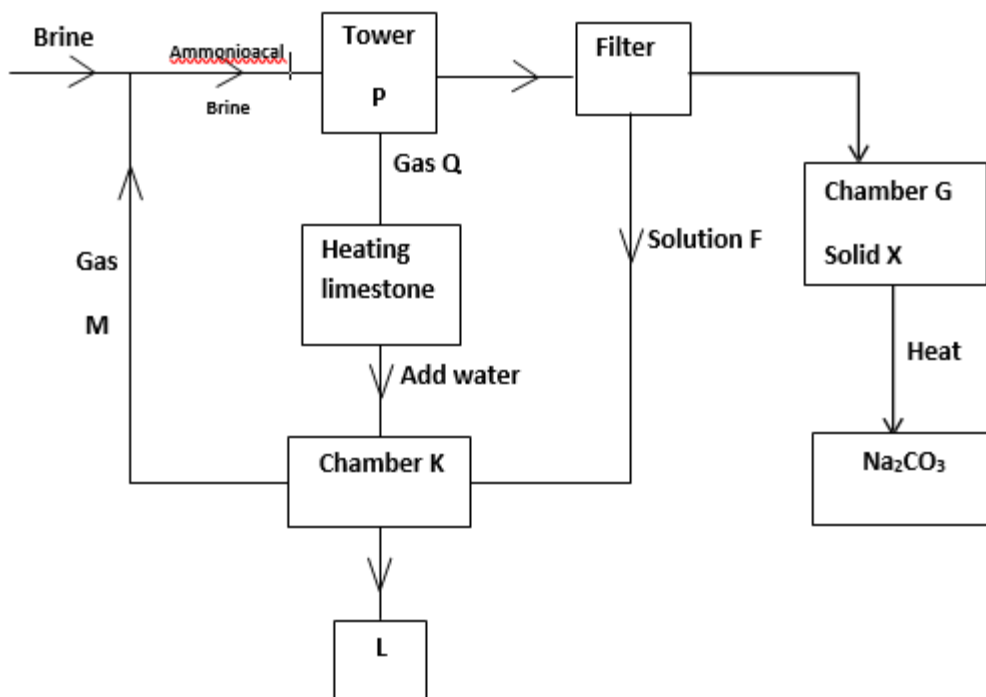 Brine
Ammonioacal
Brine
Tower
P
Filter
Gas Q
Chamber G
Solid X
Heating
limestone
Solution F
Gas
M
Heat
Add water
Chamber K
Na₂CO₃
L